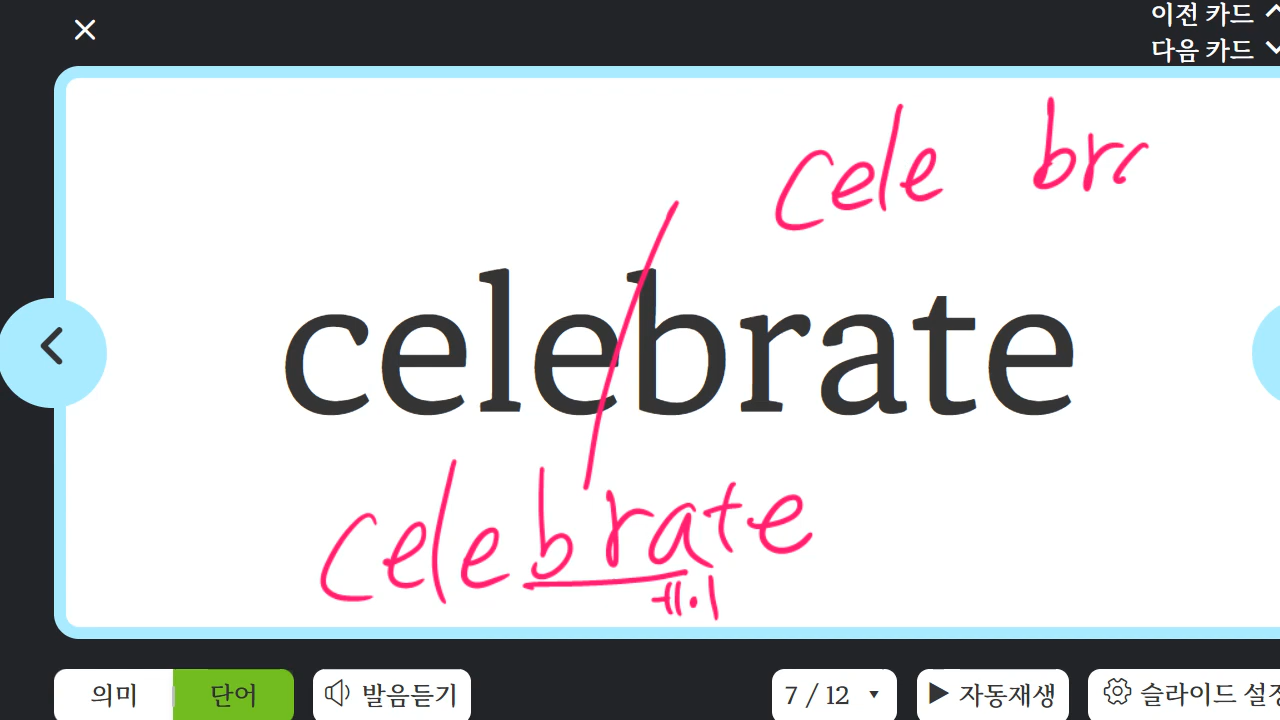 이전 카드
다음 카드
cele bra
celebrate
celebrate
의미 단어 발음듣기 7 / 12 자동재생 슬라이드 설정